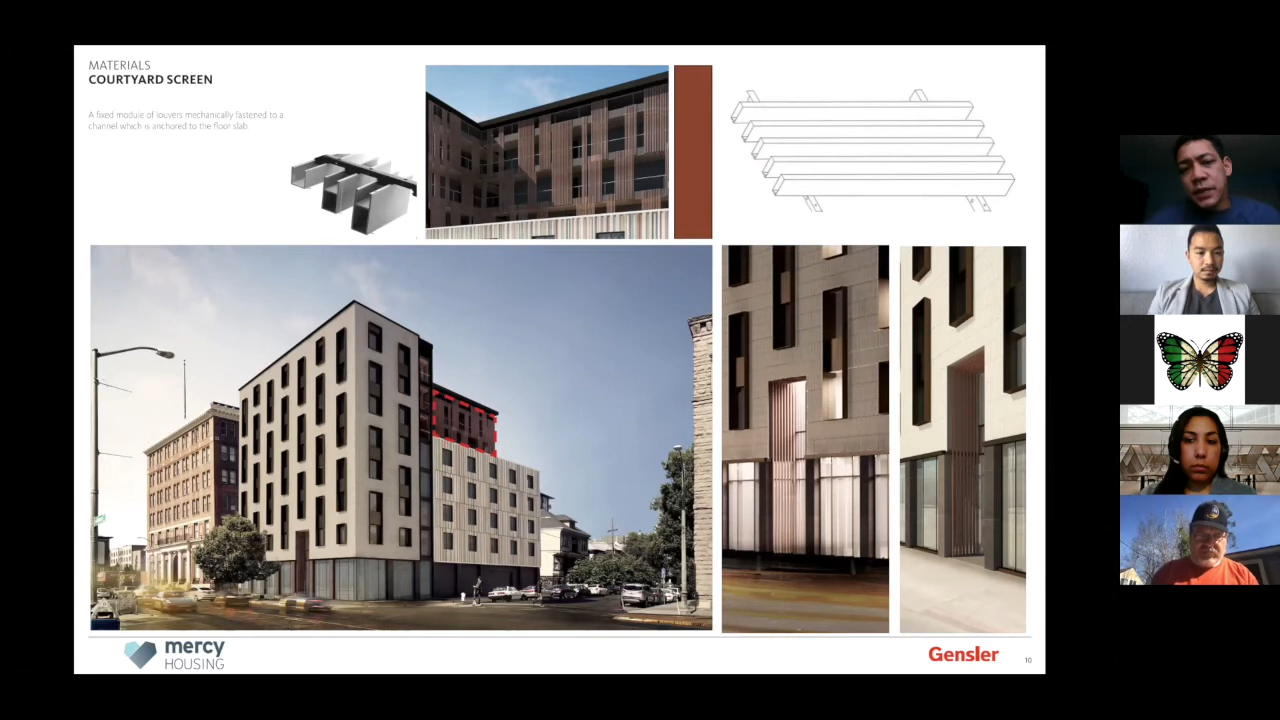 MATERIALS
COURTYARD SCREEN
A fixed module of louvers mechanically fastened to a
channel which is anchored to the floor slab.
mercy
HOUSING
Gensler
10